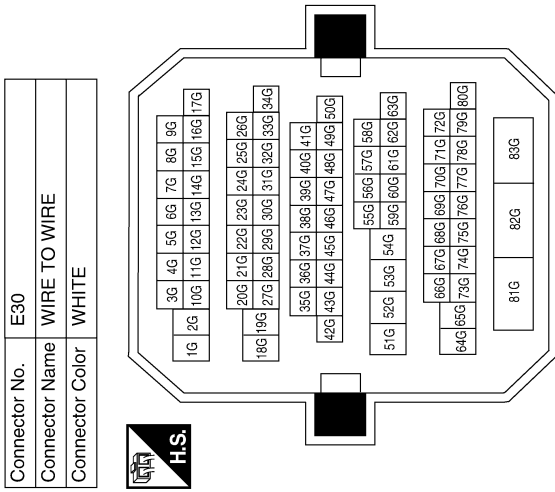 Connector No. E30
Connector Name WIRE TO WIRE
Connector Color WHITE
H.S.
3G 4G 5G 6G 7G 8G 9G
1G 2G 10G 11G 12G 13G 14G 15G 16G 17G
20G 21G 22G 23G 24G 25G 26G
18G 19G 27G 28G 29G 30G 31G 32G 33G 34G
35G 36G 37G 38G 39G 40G 41G
42G 43G 44G 45G 46G 47G 48G 49G 50G
55G 56G 57G 58G
51G 52G 53G 54G 59G 60G 61G 62G 63G
66G 67G 68G 69G 70G 71G 72G
64G 65G 73G 74G 75G 76G 77G 78G 79G 80G
81G 82G 83G